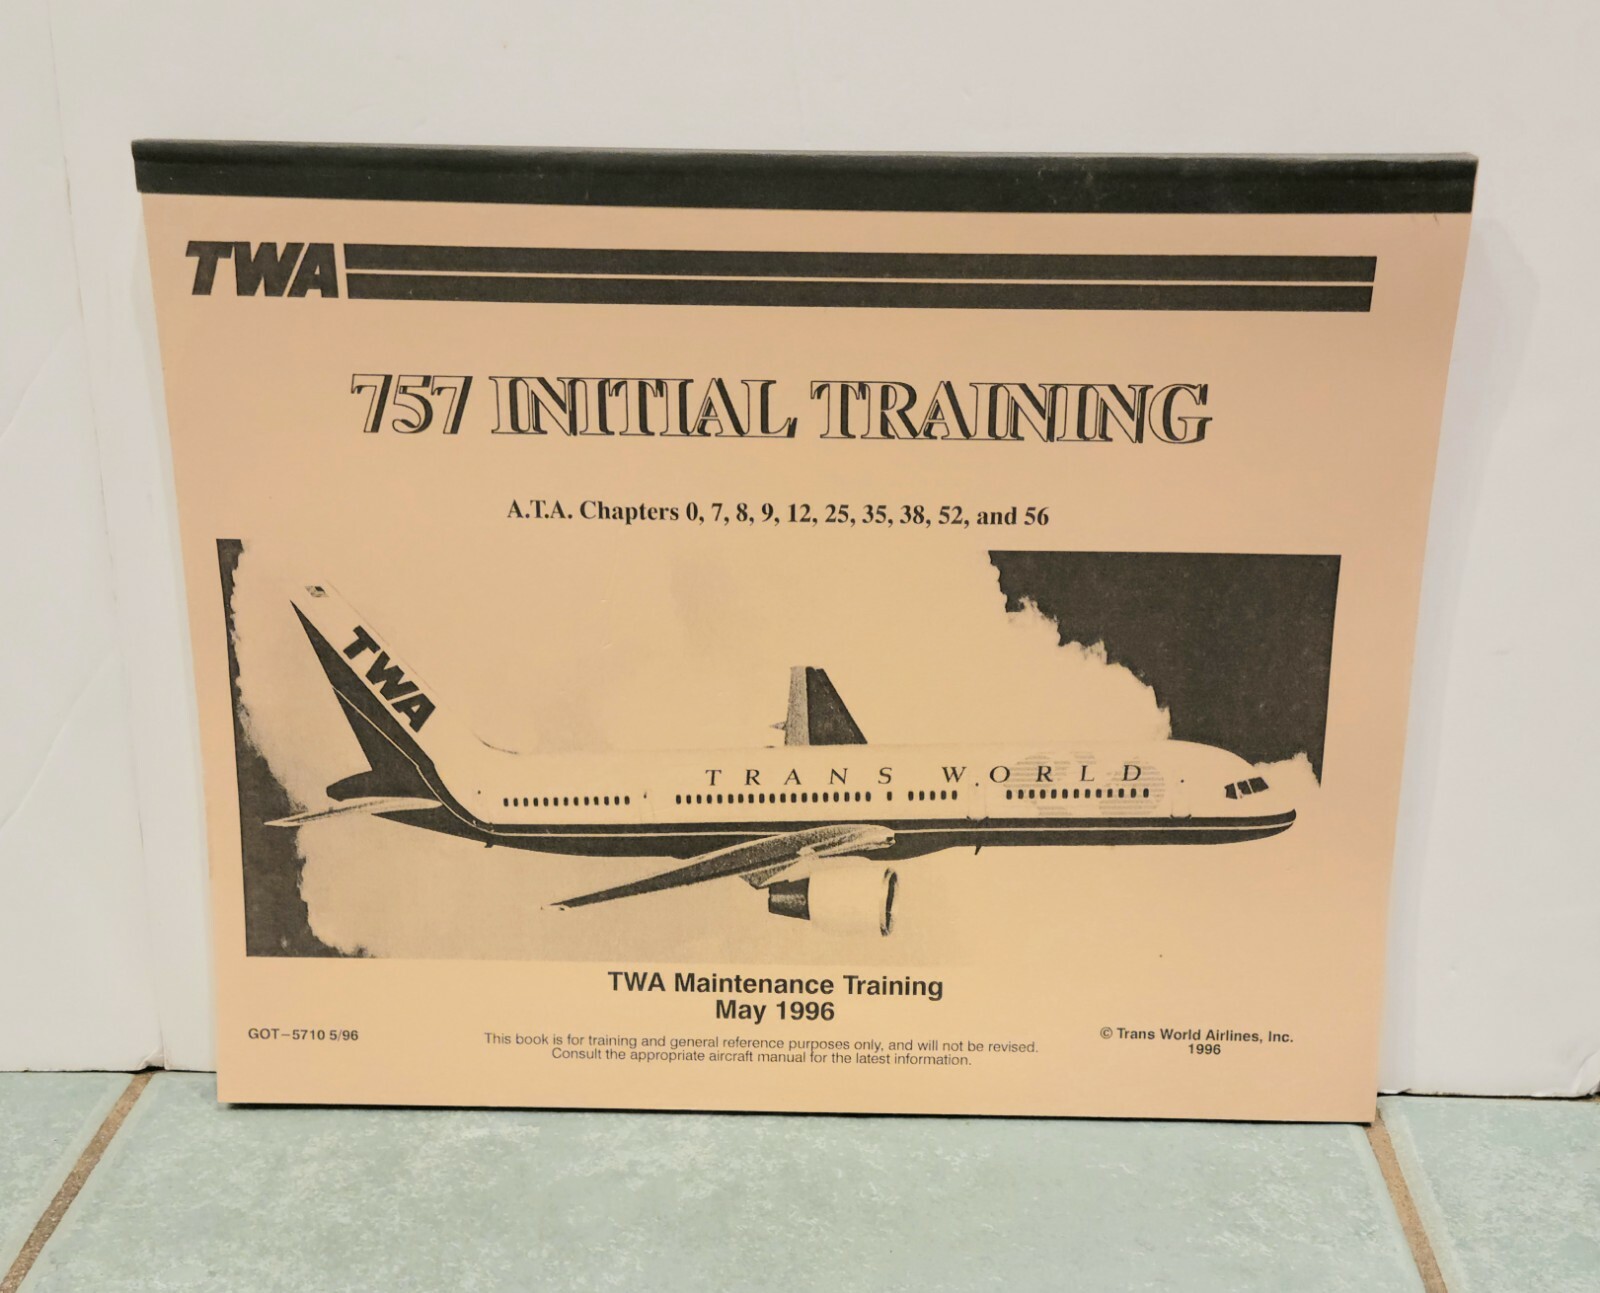 TWA
757 INITIAL TRAINING
A.T.A. Chapters 0, 7, 8, 9, 12, 25, 35, 38, 52, and 56
TWA
TRANS WORLD
TWA Maintenance Training
May 1996
GOT-5710 5/96
This book is for training and general reference purposes only, and will not be revised.
Consult the appropriate aircraft manual for the latest information.
© Trans World Airlines, Inc.
1996